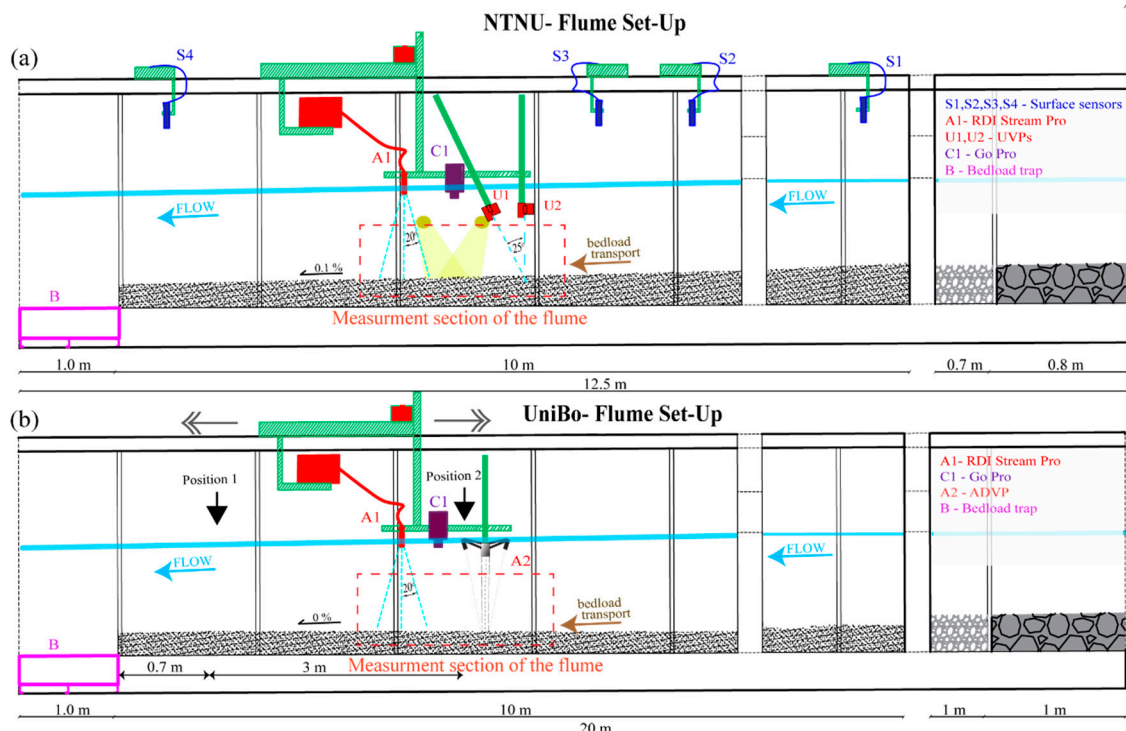 NTNU- Flume Set-Up
(a)
S4
S3
S2
S1
S1,S2,S3,S4 - Surface sensors
A1- RDI Stream Pro
U1,U2 - UVPs
C1 - Go Pro
B - Bedload trap
A1
C1
U1
U2
FLOW
FLOW
20°
25°
bedload
transport
0.1 %
B
Measurment section of the flume
1.0 m
10 m
0.7 m
0.8 m
12.5 m
(b)
UniBo- Flume Set-Up
A1- RDI Stream Pro
C1 - Go Pro
A2 - ADVP
B - Bedload trap
Position 1
Position 2
C1
A1
A2
FLOW
FLOW
20°
bedload
transport
0 %
B
Measurment section of the flume
0.7 m
3 m
1.0 m
10 m
1 m
1 m
20 m